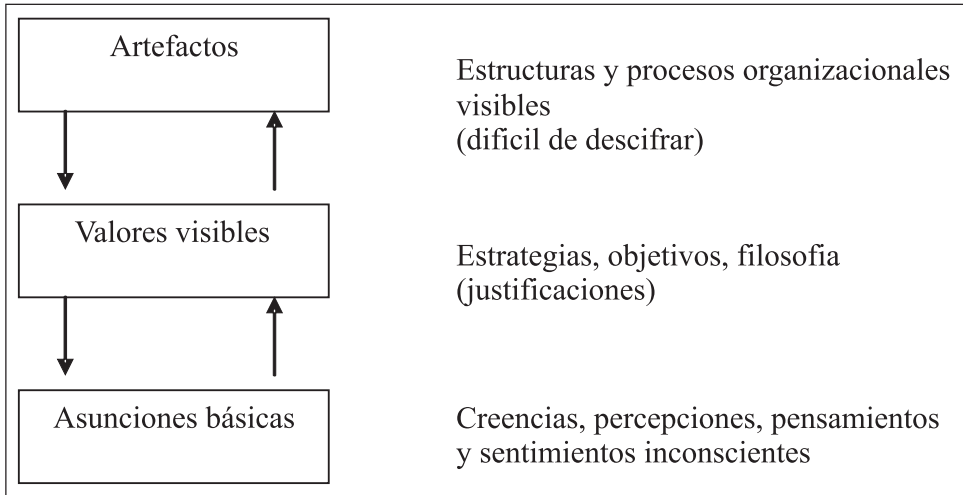 Artefactos
Estructuras y procesos organizacionales
visibles
(dificil de descifrar)
Valores visibles
Estrategias, objetivos, filosofia
(justificaciones)
Asunciones básicas
Creencias, percepciones, pensamientos
y sentimientos inconscientes